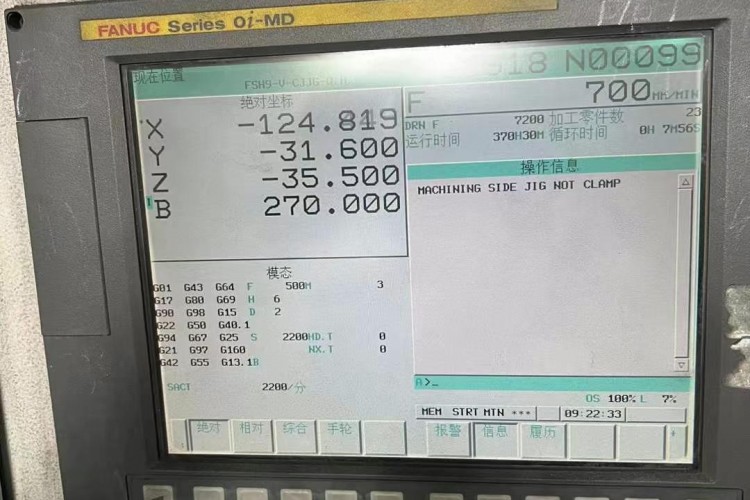 FANUC Series 0i-MD
现在位置
N00099
绝对坐标
X -124.819
Y -31.600
Z -35.500
B 270.000
F 700 MM/MIN
DRN F 7200 加工零件数 23
运行时间 370H30M 循环时间 0H 7M56S
操作信息
MACHINING SIDE JIG NOT CLAMP
模态
G01 G43 G64 F 500 M 3
G17 G80 G69 H 6
G90 G98 G15 D 2
G22 G50 G40.1
G94 G67 G25 S 2200 HD.T 0
G21 G97 G160 NX.T 0
G42 G55 G13.1 B
SACT 2200/分
A>_
OS 100% L 7%
MEM STRT MTN *** 09:22:33
绝对 相对 综合 手轮 报警 信息 履历 +